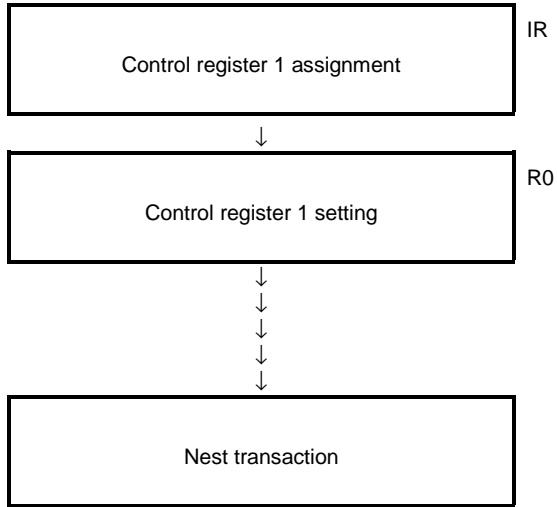 IR
Control register 1 assignment
↓
R0
Control register 1 setting
↓
↓
↓
↓
↓
Nest transaction